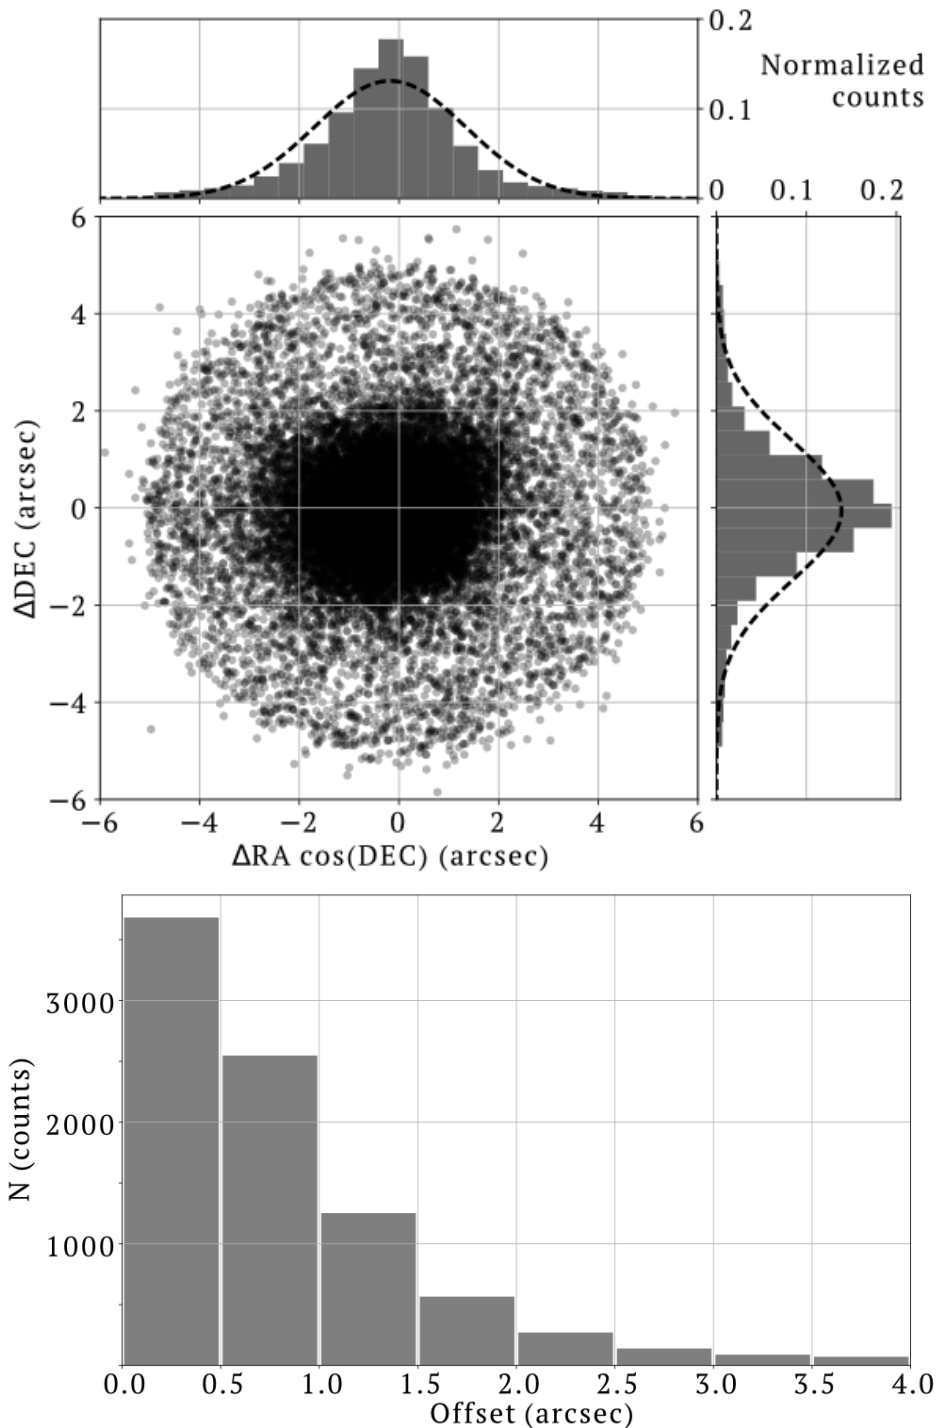 0.2
Normalized
counts
0.1
0 0.1 0.2
6
4
2
0
−2
−4
−6
ΔDEC (arcsec)
−6 −4 −2 0 2 4 6
ΔRA cos(DEC) (arcsec)
3000
2000
1000
N (counts)
0.0 0.5 1.0 1.5 2.0 2.5 3.0 3.5 4.0
Offset (arcsec)